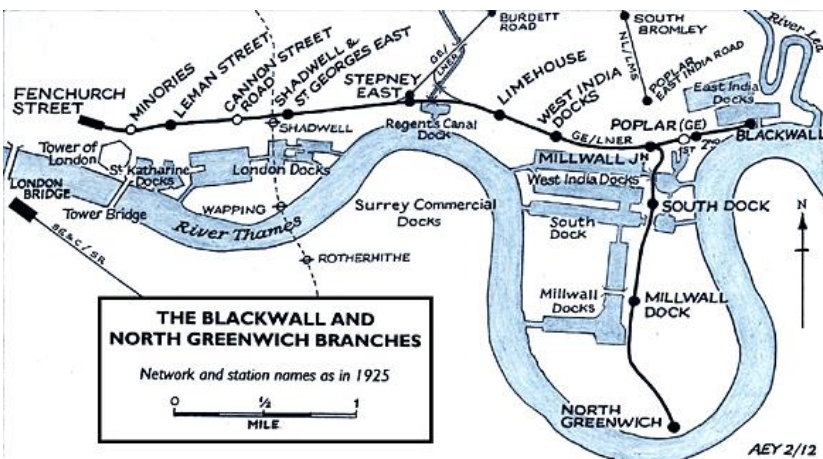 BURDETT
ROAD
SOUTH
BROMLEY
River Lea
GE/
LNER
NL/LMS
POPLAR
EAST INDIA ROAD
East India
Docks
FENCHURCH
STREET
MINORIES
LEMAN STREET
CANNON STREET
ROAD
SHADWELL &
ST GEORGES EAST
STEPNEY
EAST
LIMEHOUSE
WEST INDIA
DOCKS
GE/LNER
POPLAR (GE)
1ST 2ND
BLACKWALL
SHADWELL
Regent's Canal
Dock
MILLWALL JN
Tower of
London
St Katharine
Docks
London Docks
West India Docks
LONDON
BRIDGE
Tower Bridge
WAPPING
Surrey Commercial
Docks
South
Dock
SOUTH DOCK
River Thames
N
SE&C/SR
ROTHERHITHE
Millwall
Docks
MILLWALL
DOCK
THE BLACKWALL AND
NORTH GREENWICH BRANCHES
Network and station names as in 1925
0 ½ 1
MILE
NORTH
GREENWICH
AEY 2/12